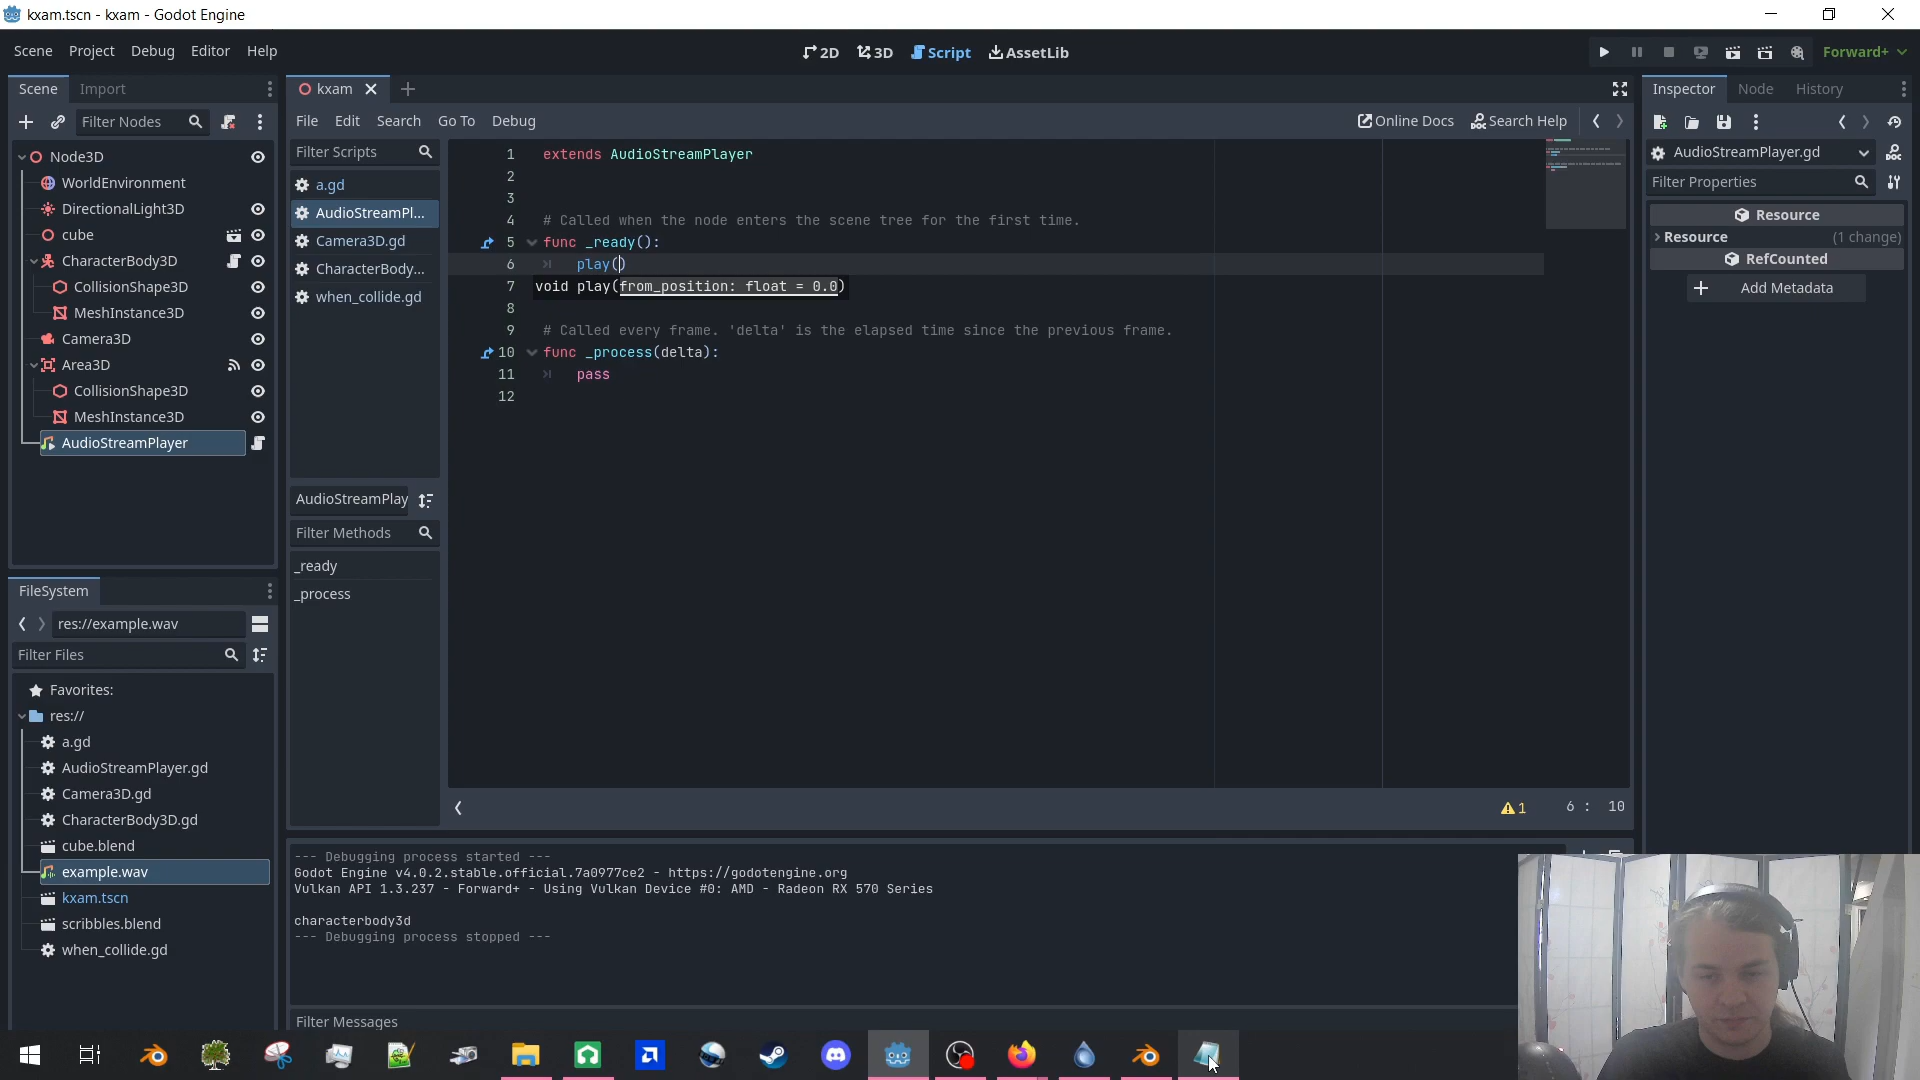 kxam.tscn - kxam - Godot Engine
Scene Project Debug Editor Help
2D 3D Script AssetLib
Forward+
Scene Import
kxam
Inspector Node History
Filter Nodes
File Edit Search Go To Debug
Online Docs Search Help
Node3D
WorldEnvironment
DirectionalLight3D
cube
CharacterBody3D
CollisionShape3D
MeshInstance3D
Camera3D
Area3D
CollisionShape3D
MeshInstance3D
AudioStreamPlayer
Filter Scripts
a.gd
AudioStreamPl...
Camera3D.gd
CharacterBody...
when_collide.gd
AudioStreamPlay
Filter Methods
_ready
_process
1 extends AudioStreamPlayer
2
3
4 # Called when the node enters the scene tree for the first time.
5 func _ready():
6 play()
7 void play(from_position: float = 0.0)
8
9 # Called every frame. 'delta' is the elapsed time since the previous frame.
10 func _process(delta):
11 pass
12
1 6 : 10
AudioStreamPlayer.gd
Filter Properties
Resource
Resource (1 change)
RefCounted
Add Metadata
FileSystem
res://example.wav
Filter Files
Favorites:
res://
a.gd
AudioStreamPlayer.gd
Camera3D.gd
CharacterBody3D.gd
cube.blend
example.wav
kxam.tscn
scribbles.blend
when_collide.gd
--- Debugging process started ---
Godot Engine v4.0.2.stable.official.7a0977ce2 - https://godotengine.org
Vulkan API 1.3.237 - Forward+ - Using Vulkan Device #0: AMD - Radeon RX 570 Series
characterbody3d
--- Debugging process stopped ---
Filter Messages